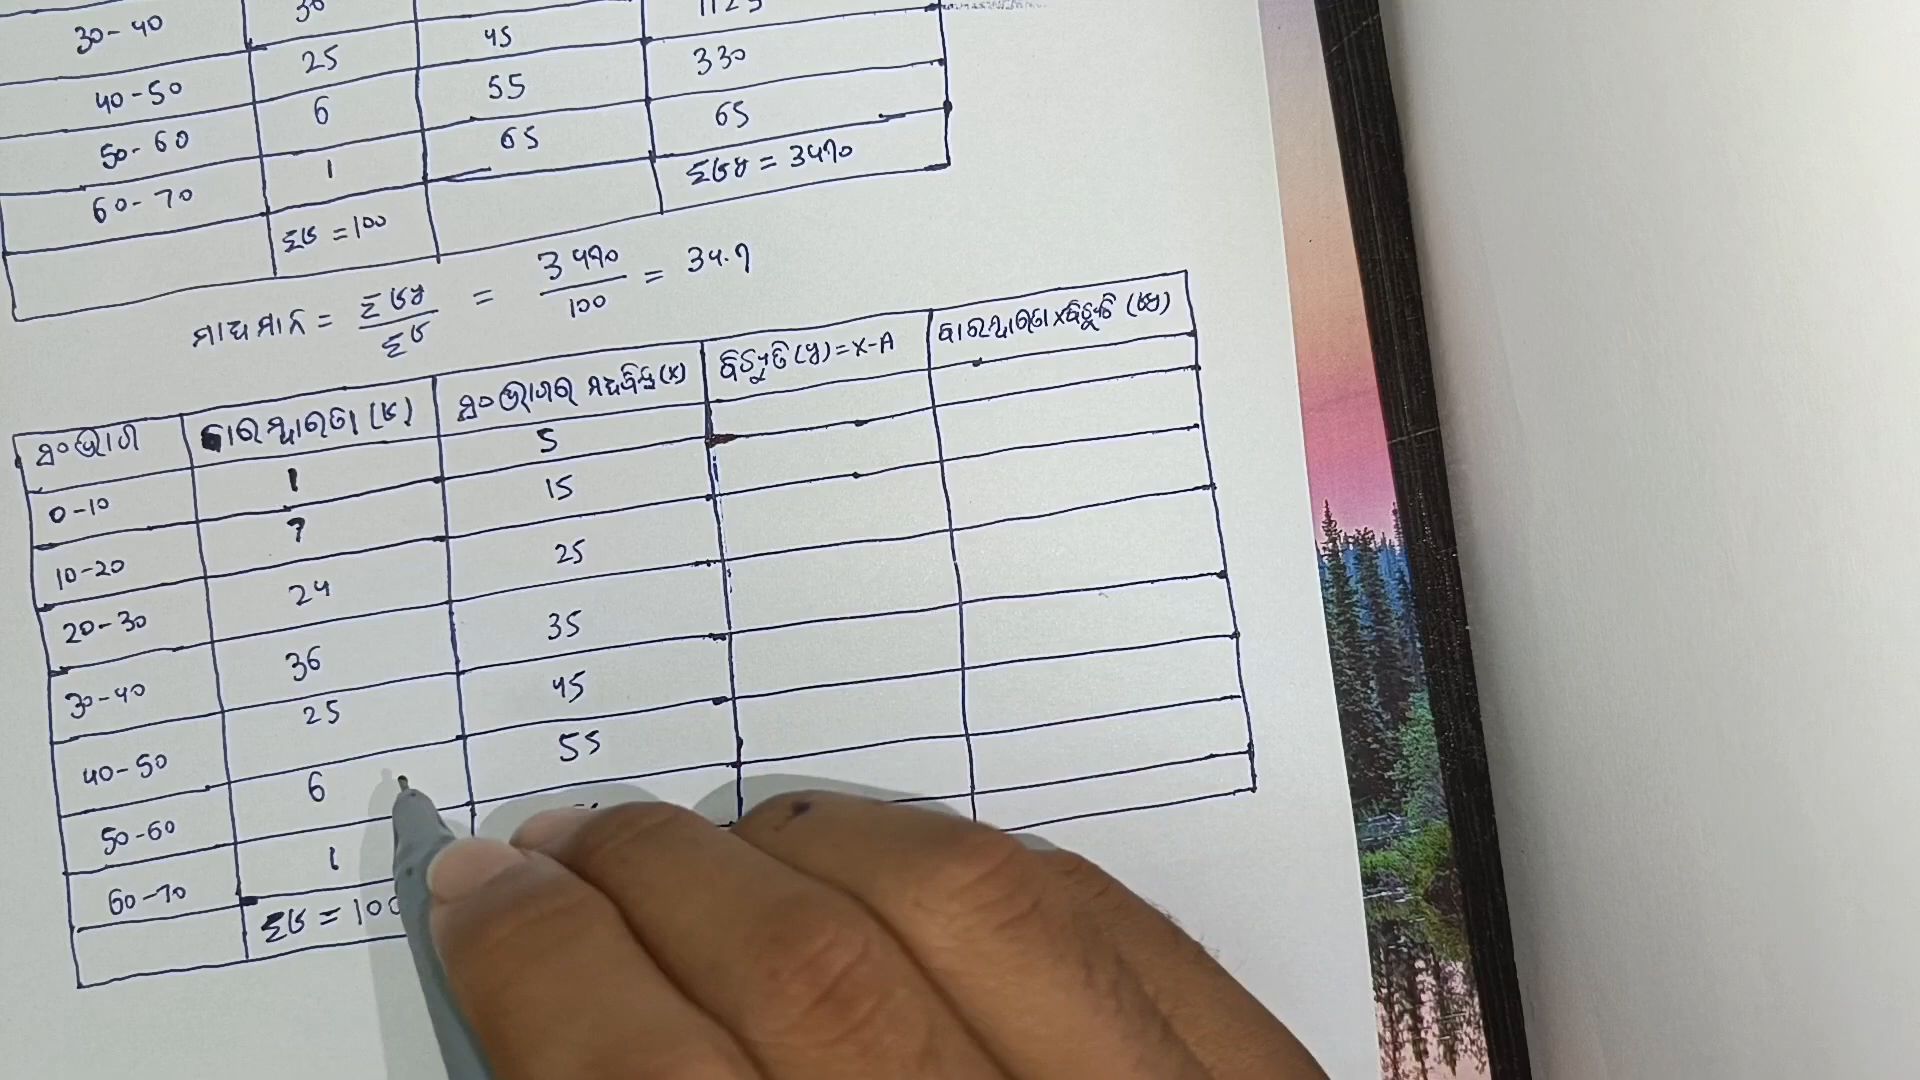 30-40 36 1125
40-50 25 45 330
50-60 6 55 65
60-70 1 65 Σfx = 3470
Σf = 100
ମାଧ୍ୟମାନ = Σfx / Σf = 3470 / 100 = 34.7
ସଂଭାଗ ବାରମ୍ବାରତା (f) ସଂଭାଗର ମଧ୍ୟବିନ୍ଦୁ (x) ବିଚ୍ୟୁତି (y) = x-A ବାରମ୍ବାରତା x ବିଚ୍ୟୁତି (fy)
0-10 1 5
10-20 7 15
20-30 24 25
30-40 36 35
40-50 25 45
50-60 6 55
60-70 1
Σf = 100